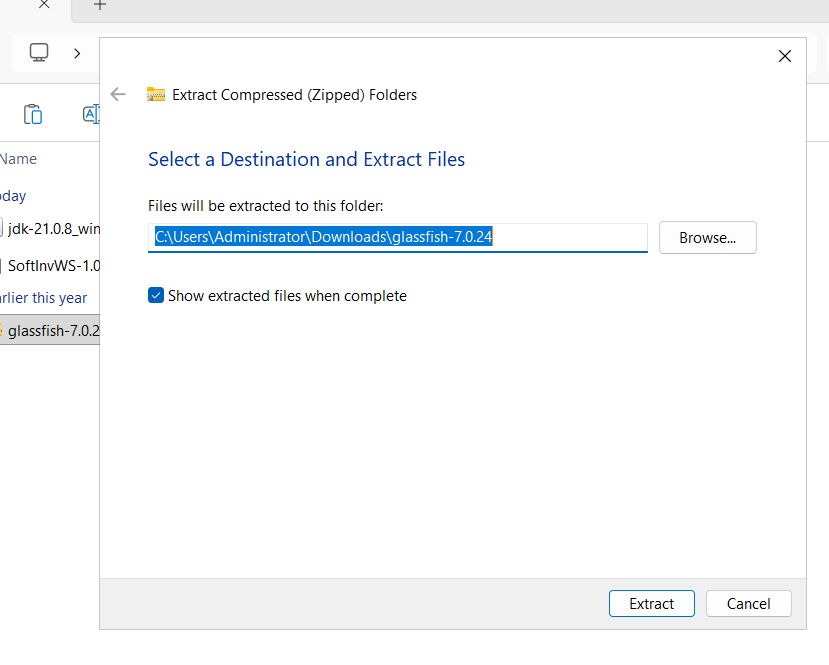 Extract Compressed (Zipped) Folders
Select a Destination and Extract Files
Files will be extracted to this folder:
C:\Users\Administrator\Downloads\glassfish-7.0.24
Browse...
Show extracted files when complete
Extract
Cancel
Name
oday
jdk-21.0.8_win
SoftInvWS-1.0
rlier this year
glassfish-7.0.2